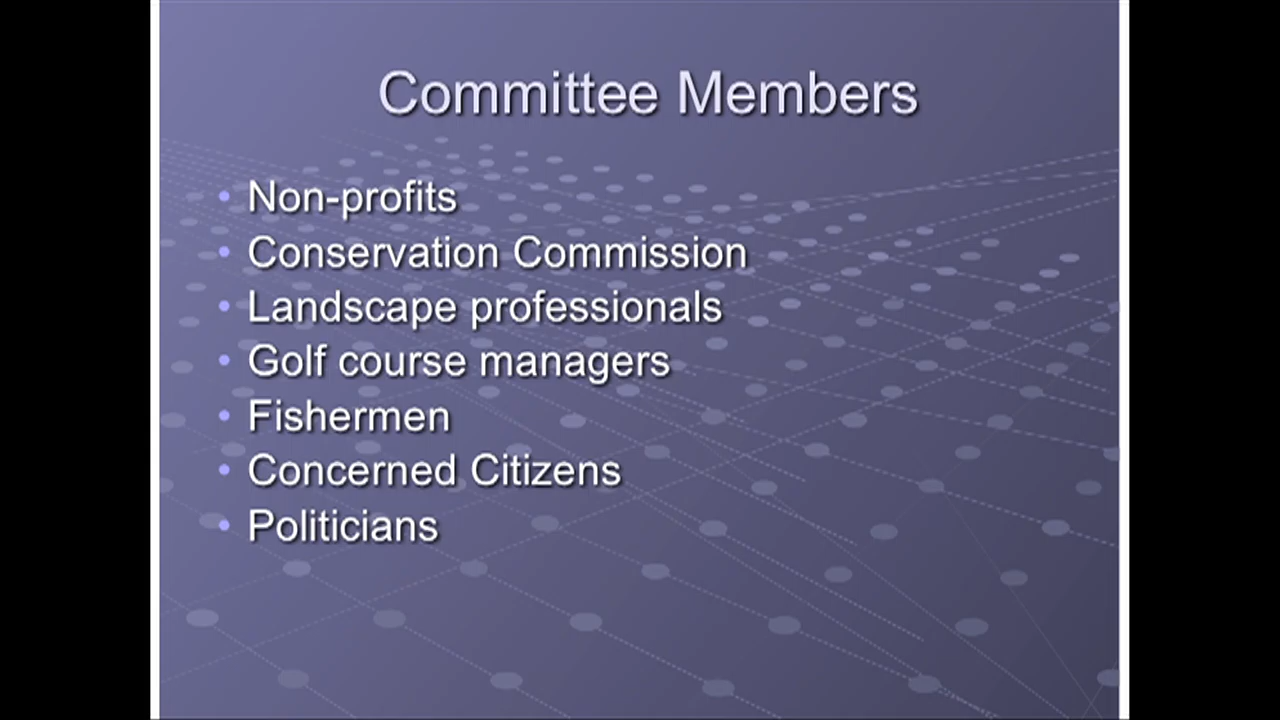 Committee Members
Non-profits
Conservation Commission
Landscape professionals
Golf course managers
Fishermen
Concerned Citizens
Politicians